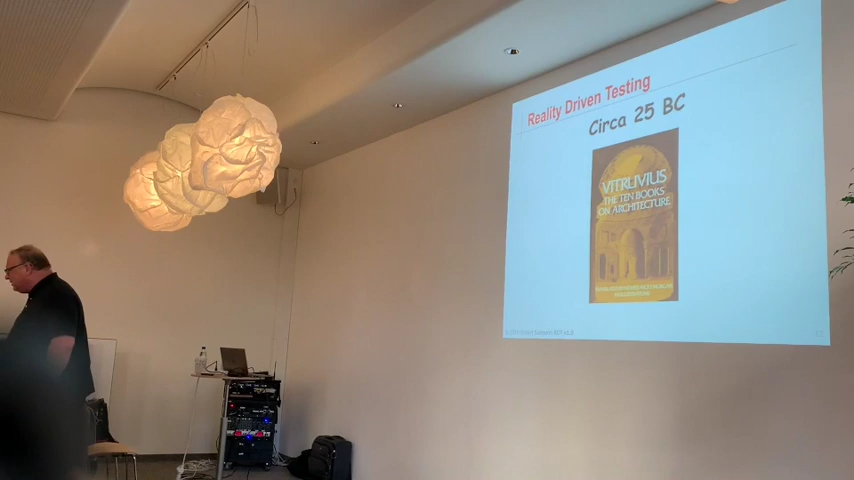 Reality Driven Testing
Circa 25 BC
VITRUVIUS
THE TEN BOOKS
ON ARCHITECTURE